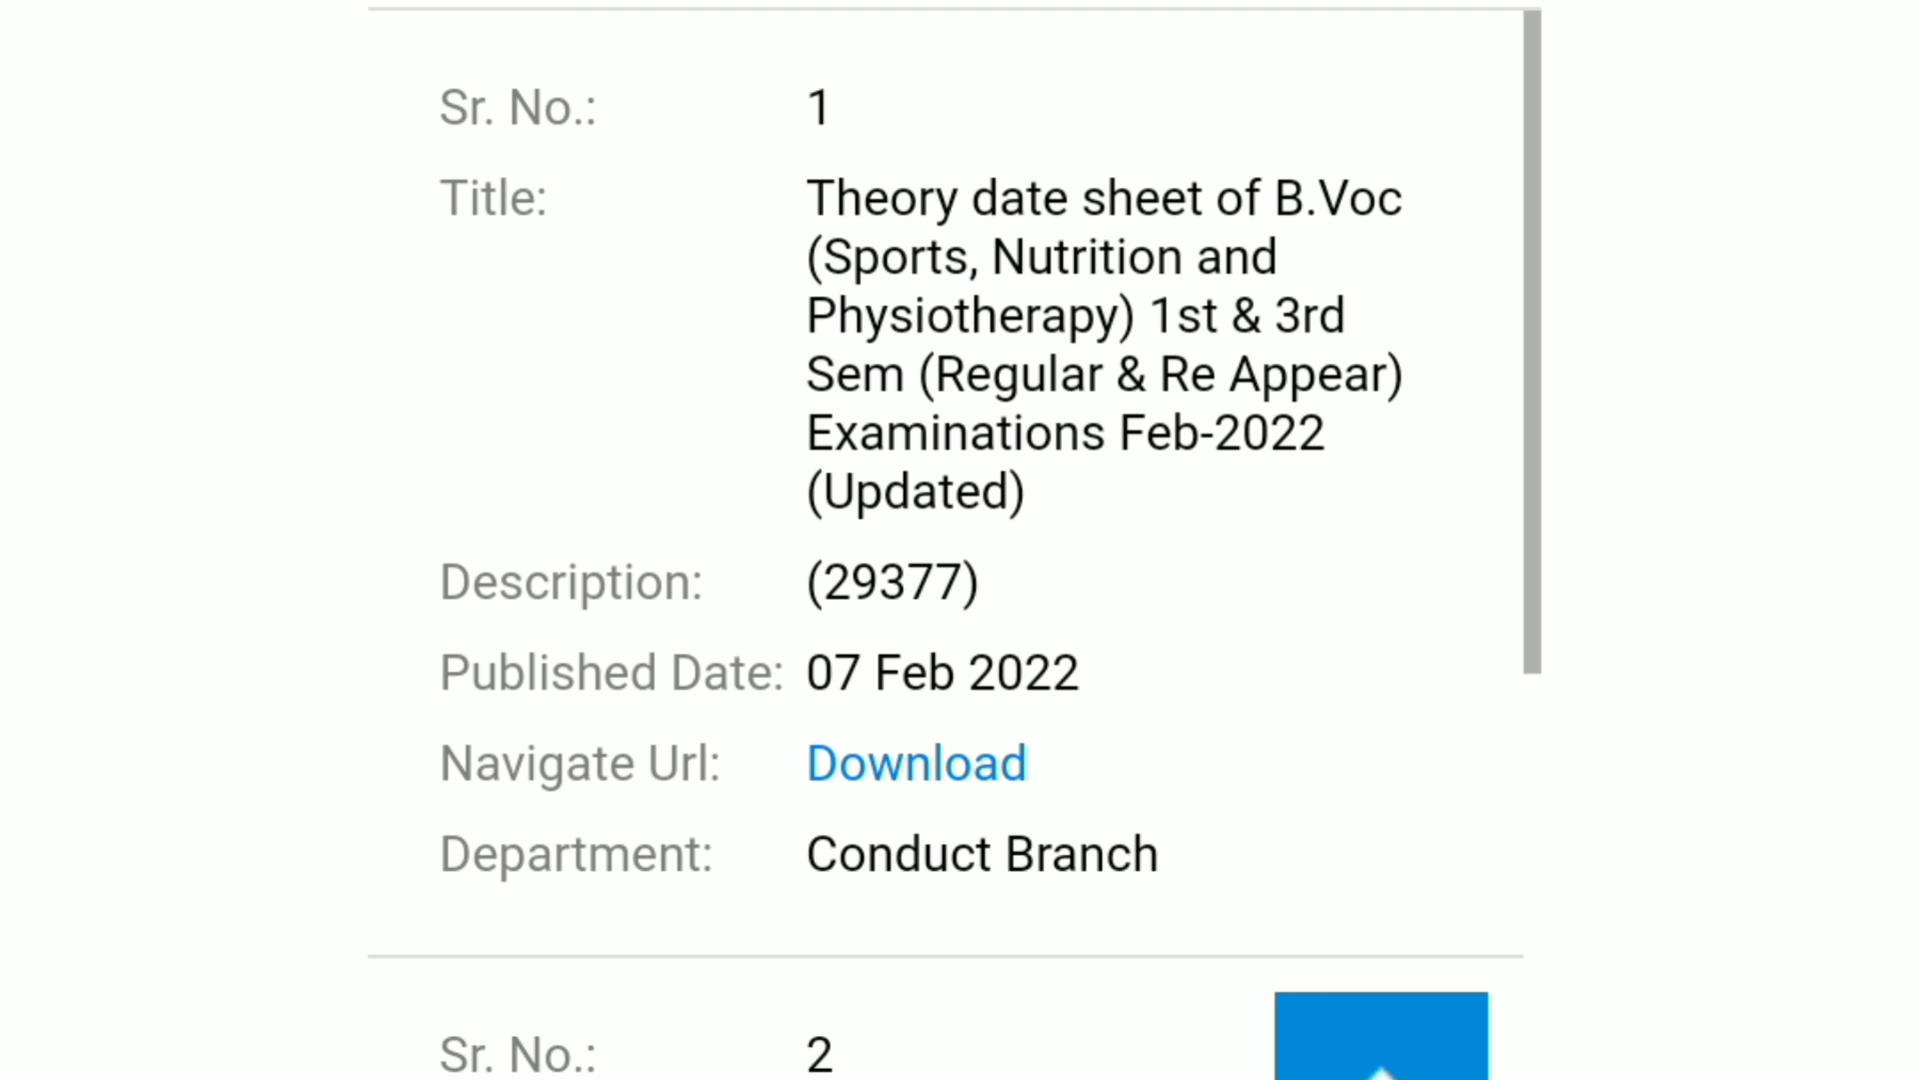 Sr. No.: 1
Title: Theory date sheet of B.Voc
(Sports, Nutrition and
Physiotherapy) 1st & 3rd
Sem (Regular & Re Appear)
Examinations Feb-2022
(Updated)
Description: (29377)
Published Date: 07 Feb 2022
Navigate Url: Download
Department: Conduct Branch
Sr. No.: 2